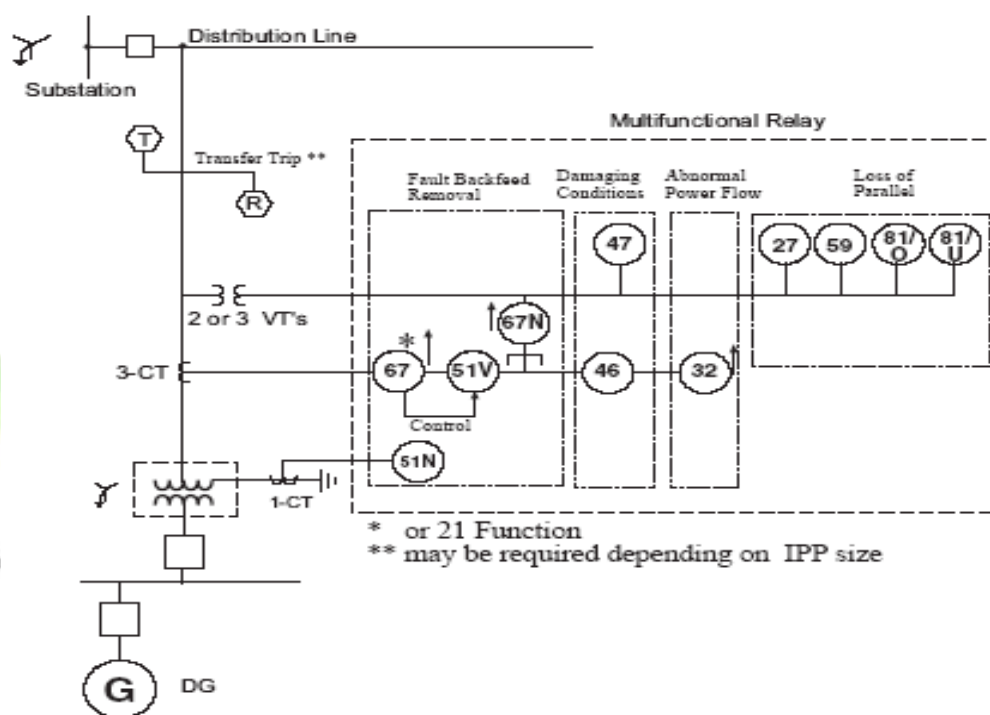 Distribution Line
Substation
Multifunctional Relay
T
Transfer Trip **
R
Fault Backfeed
Removal
Damaging
Conditions
Abnormal
Power Flow
Loss of
Parallel
47
27
59
81/
O
81/
U
2 or 3 VT's
67N
*
3-CT
67
51V
46
32
Control
51N
1-CT
* or 21 Function
** may be required depending on IPP size
G
DG